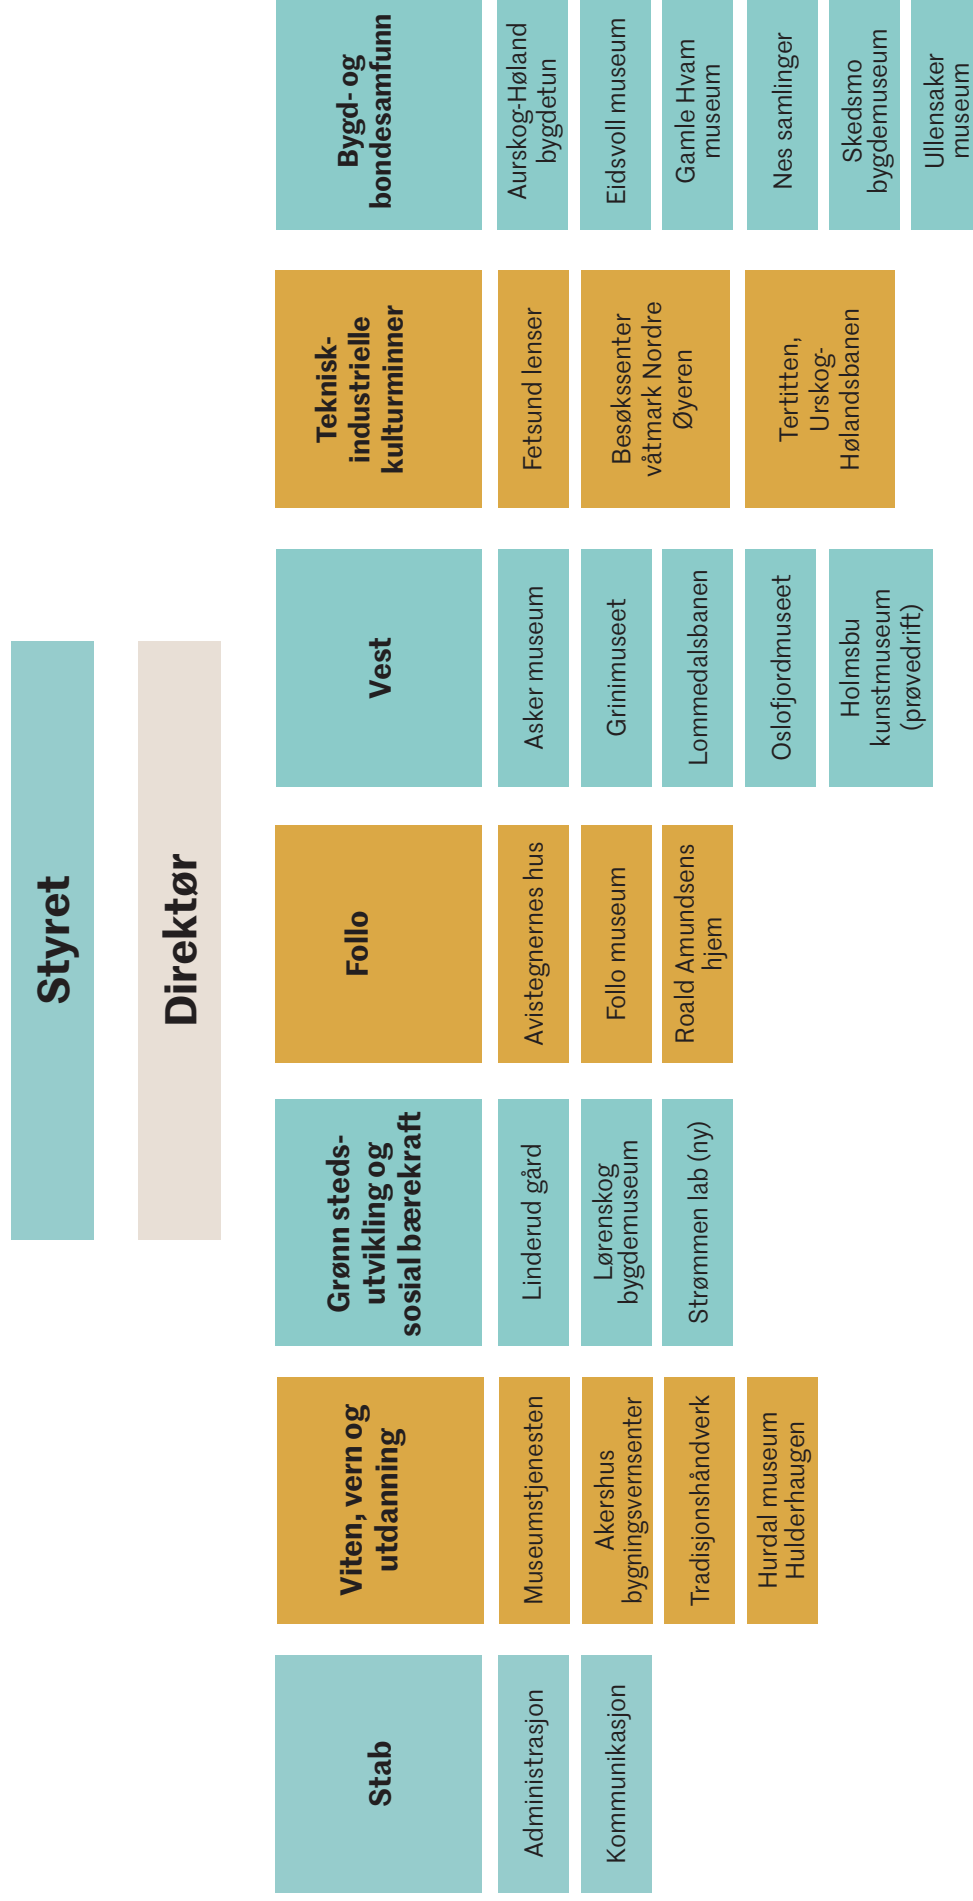 Styret
Direktør
Stab
Administrasjon
Kommunikasjon
Viten, vern og
utdanning
Museumstjenesten
Akershus
bygningsvernsenter
Tradisjonshåndverk
Hurdal museum
Hulderhaugen
Grønn steds-
utvikling og
sosial bærekraft
Linderud gård
Lørenskog
bygdemuseum
Strømmen lab (ny)
Follo
Avistegnernes hus
Follo museum
Roald Amundsens
hjem
Vest
Asker museum
Grinimuseet
Lommedalsbanen
Oslofjordmuseet
Holmsbu
kunstmuseum
(prøvedrift)
Teknisk-
industrielle
kulturminner
Fetsund lenser
Besøkssenter
våtmark Nordre
Øyeren
Tertitten,
Urskog-
Hølandsbanen
Bygd- og
bondesamfunn
Aurskog-Høland
bygdetun
Eidsvoll museum
Gamle Hvam
museum
Nes samlinger
Skedsmo
bygdemuseum
Ullensaker
museum